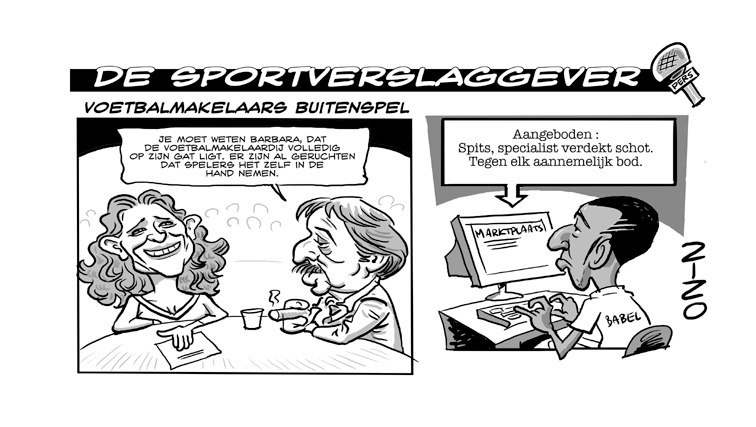 DE SPORTVERSLAGGEVER
PERS
VOETBALMAKELAARS BUITENSPEL
JE MOET WETEN BARBARA, DAT
DE VOETBALMAKELAARDIJ VOLLEDIG
OP ZIJN GAT LIGT. ER ZIJN AL GERUCHTEN
DAT SPELERS HET ZELF IN DE
HAND NEMEN.
Aangeboden :
Spits, specialist verdekt schot.
Tegen elk aannemelijk bod.
MARKTPLAATS
BABEL